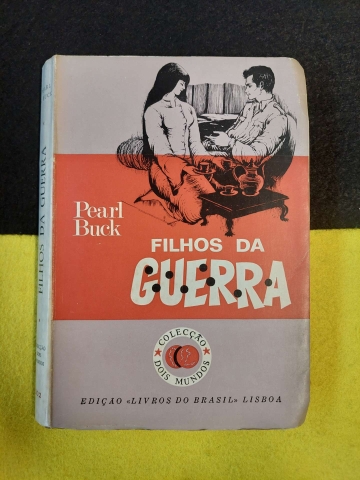 Pearl
Buck
FILHOS DA
GUERRA
COLECÇÃO
DOIS MUNDOS
EDIÇÃO «LIVROS DO BRASIL» LISBOA
FILHOS DA GUERRA